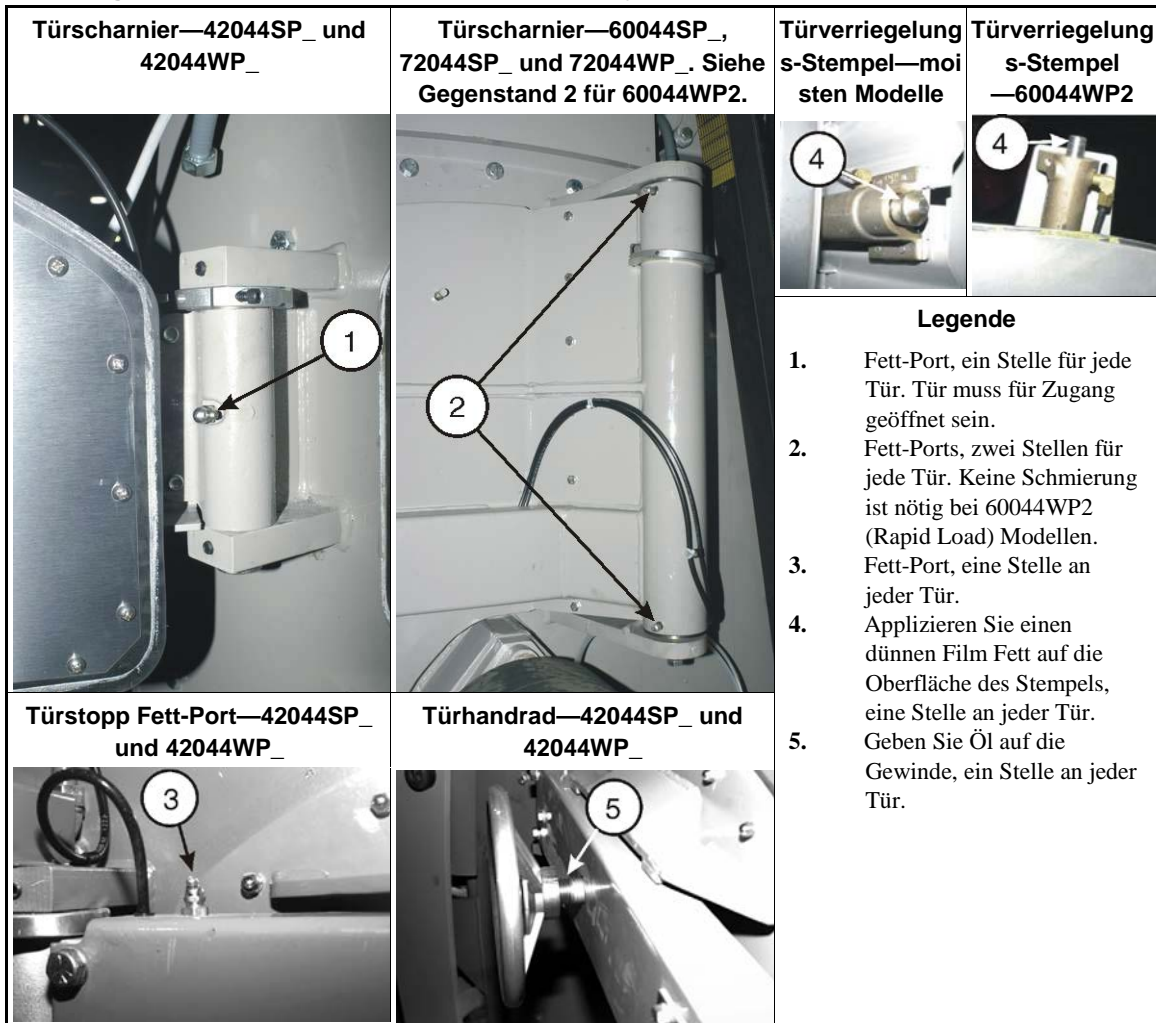 Türscharnier—42044SP_ und
42044WP_
Türscharnier—60044SP_,
72044SP_ und 72044WP_. Siehe
Gegenstand 2 für 60044WP2.
Türverriegelung
s-Stempel—moi
sten Modelle
Türverriegelung
s-Stempel
—60044WP2
1
2
4
4
Legende
1. Fett-Port, ein Stelle für jede
Tür. Tür muss für Zugang
geöffnet sein.
2. Fett-Ports, zwei Stellen für
jede Tür. Keine Schmierung
ist nötig bei 60044WP2
(Rapid Load) Modellen.
3. Fett-Port, eine Stelle an
jeder Tür.
4. Applizieren Sie einen
dünnen Film Fett auf die
Oberfläche des Stempels,
eine Stelle an jeder Tür.
5. Geben Sie Öl auf die
Gewinde, ein Stelle an jeder
Tür.
Türstopp Fett-Port—42044SP_
und 42044WP_
Türhandrad—42044SP_ und
42044WP_
3
5